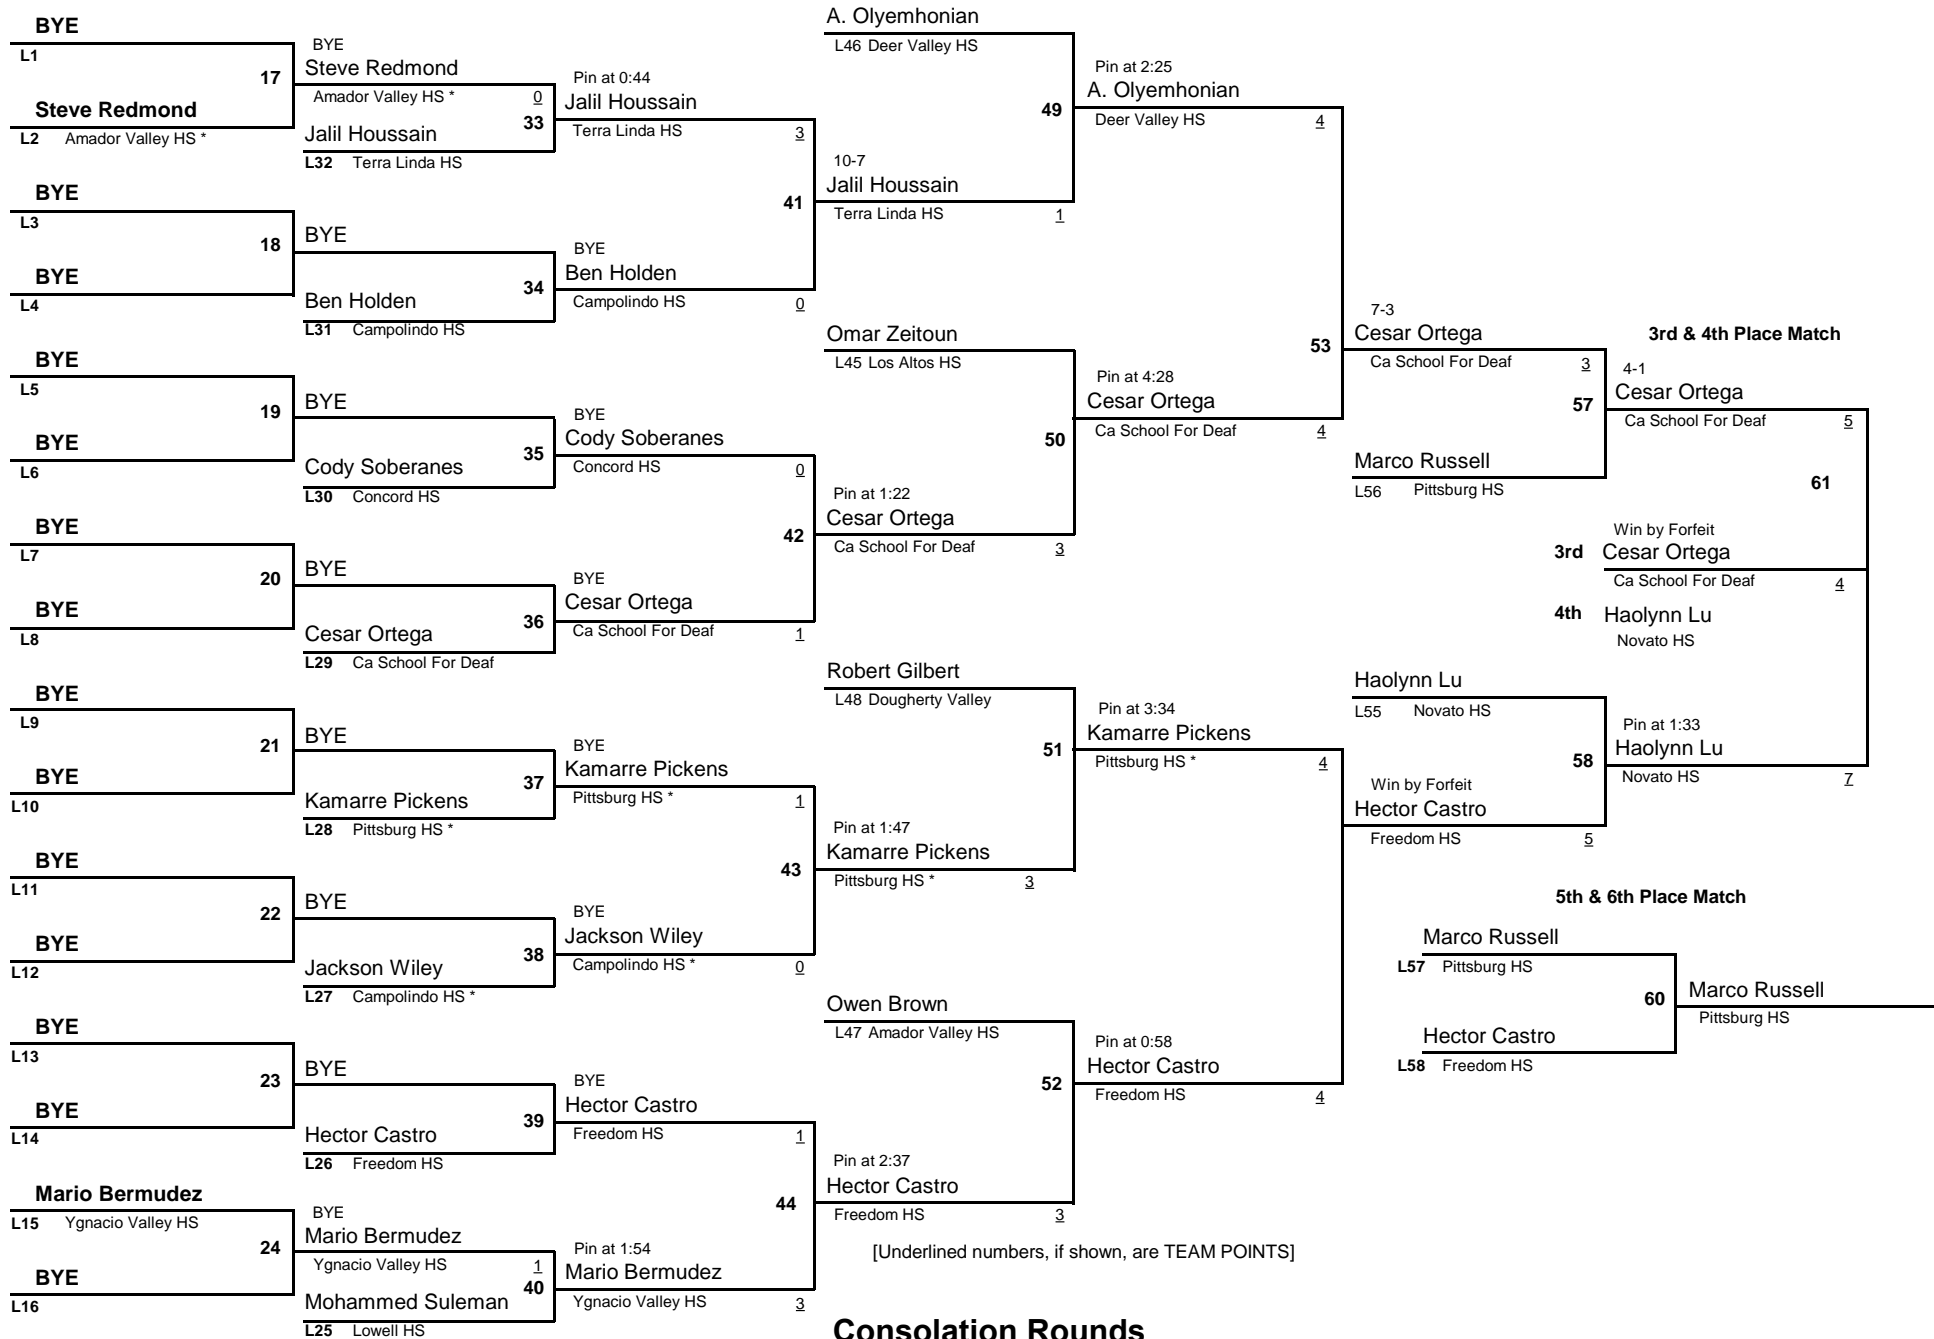 BYE
L1
17
Steve Redmond
L2 Amador Valley HS *
BYE
L3
18
BYE
L4
BYE
L5
19
BYE
L6
BYE
L7
20
BYE
L8
BYE
L9
21
BYE
L10
BYE
L11
22
BYE
L12
BYE
L13
23
BYE
L14
Mario Bermudez
L15 Ygnacio Valley HS
24
BYE
L16
BYE
Steve Redmond
Amador Valley HS * 0
33
Jalil Houssain
L32 Terra Linda HS
BYE
34
Ben Holden
L31 Campolindo HS
BYE
35
Cody Soberanes
L30 Concord HS
BYE
36
Cesar Ortega
L29 Ca School For Deaf
BYE
37
Kamarre Pickens
L28 Pittsburg HS *
BYE
38
Jackson Wiley
L27 Campolindo HS *
BYE
39
Hector Castro
L26 Freedom HS
BYE
Mario Bermudez
Ygnacio Valley HS 1
40
Mohammed Suleman
L25 Lowell HS
Pin at 0:44
Jalil Houssain
Terra Linda HS 3
41
BYE
Ben Holden
Campolindo HS 0
BYE
Cody Soberanes
Concord HS 0
42
BYE
Cesar Ortega
Ca School For Deaf 1
BYE
Kamarre Pickens
Pittsburg HS * 1
43
BYE
Jackson Wiley
Campolindo HS * 0
BYE
Hector Castro
Freedom HS 1
44
Pin at 1:54
Mario Bermudez
Ygnacio Valley HS 3
A. Olyemhonian
L46 Deer Valley HS
49
10-7
Jalil Houssain
Terra Linda HS 1
Omar Zeitoun
L45 Los Altos HS
50
Pin at 1:22
Cesar Ortega
Ca School For Deaf 3
Robert Gilbert
L48 Dougherty Valley
51
Pin at 1:47
Kamarre Pickens
Pittsburg HS * 3
Owen Brown
L47 Amador Valley HS
52
Pin at 2:37
Hector Castro
Freedom HS 3
[Underlined numbers, if shown, are TEAM POINTS]
Consolation Rounds
Pin at 2:25
A. Olyemhonian
Deer Valley HS 4
53
Pin at 4:28
Cesar Ortega
Ca School For Deaf 4
Pin at 3:34
Kamarre Pickens
Pittsburg HS * 4
Pin at 0:58
Hector Castro
Freedom HS 4
7-3
Cesar Ortega
Ca School For Deaf 3
57
Marco Russell
L56 Pittsburg HS
Haolynn Lu
L55 Novato HS
58
Win by Forfeit
Hector Castro
Freedom HS 5
3rd & 4th Place Match
4-1
Cesar Ortega
Ca School For Deaf 5
61
Win by Forfeit
3rd Cesar Ortega
Ca School For Deaf 4
4th Haolynn Lu
Novato HS
Pin at 1:33
Haolynn Lu
Novato HS 7
5th & 6th Place Match
Marco Russell
L57 Pittsburg HS
60
Hector Castro
L58 Freedom HS
Marco Russell
Pittsburg HS